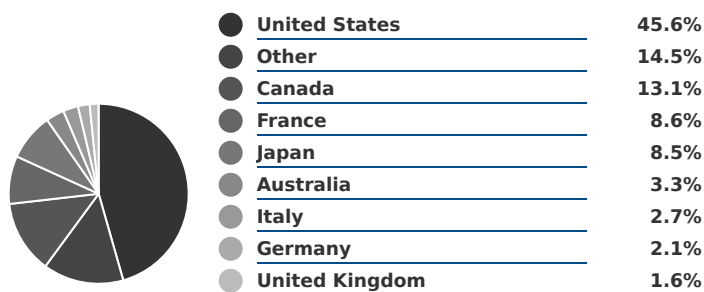 United States 45.6%
Other 14.5%
Canada 13.1%
France 8.6%
Japan 8.5%
Australia 3.3%
Italy 2.7%
Germany 2.1%
United Kingdom 1.6%